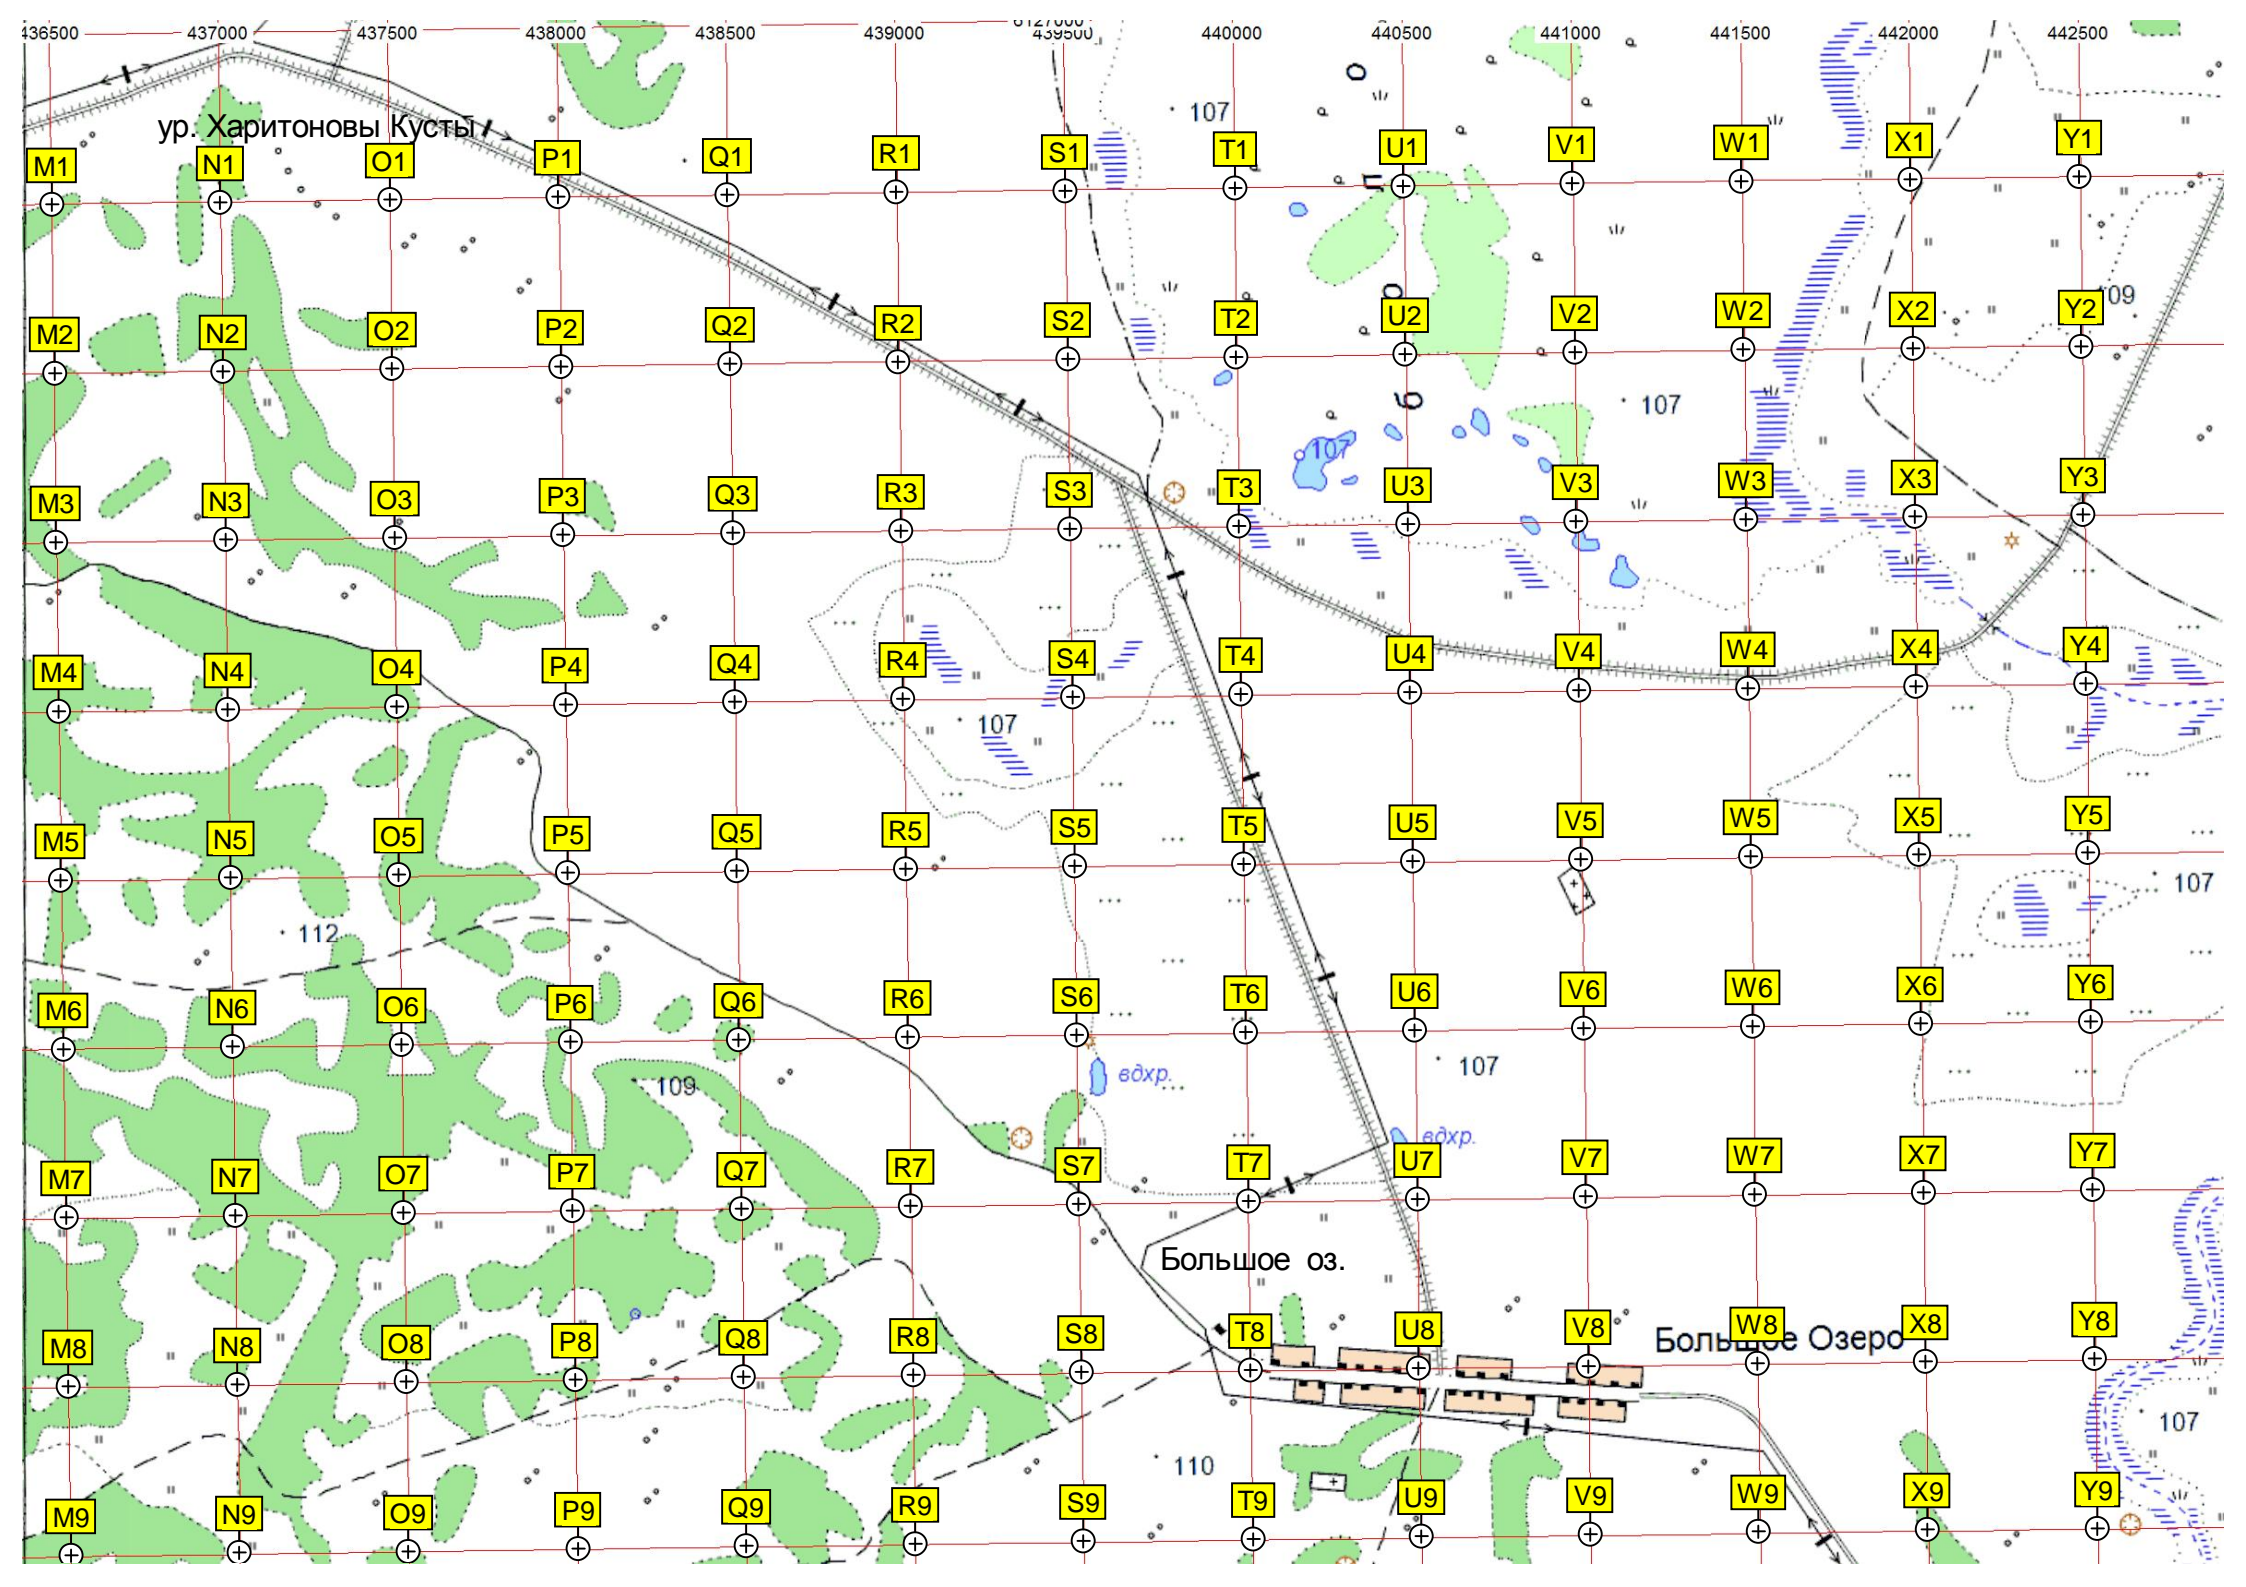 436500 437000 437500 438000 438500 439000 439500 440000 440500 441000 441500 442000 442500
6127000
107
ур. Харитоновы Кусты
M1 N1 O1 P1 Q1 R1 S1 T1 U1 V1 W1 X1 Y1
M2 N2 O2 P2 Q2 R2 S2 T2 U2 V2 W2 X2 Y2
109
107
107
M3 N3 O3 P3 Q3 R3 S3 T3 U3 V3 W3 X3 Y3
M4 N4 O4 P4 Q4 R4 S4 T4 U4 V4 W4 X4 Y4
107
M5 N5 O5 P5 Q5 R5 S5 T5 U5 V5 W5 X5 Y5
107
112
M6 N6 O6 P6 Q6 R6 S6 T6 U6 V6 W6 X6 Y6
107
вдхр.
109
вдхр.
M7 N7 O7 P7 Q7 R7 S7 T7 U7 V7 W7 X7 Y7
Большое оз.
M8 N8 O8 P8 Q8 R8 S8 T8 U8 V8 W8 X8 Y8
Большое Озеро
107
110
M9 N9 O9 P9 Q9 R9 S9 T9 U9 V9 W9 X9 Y9